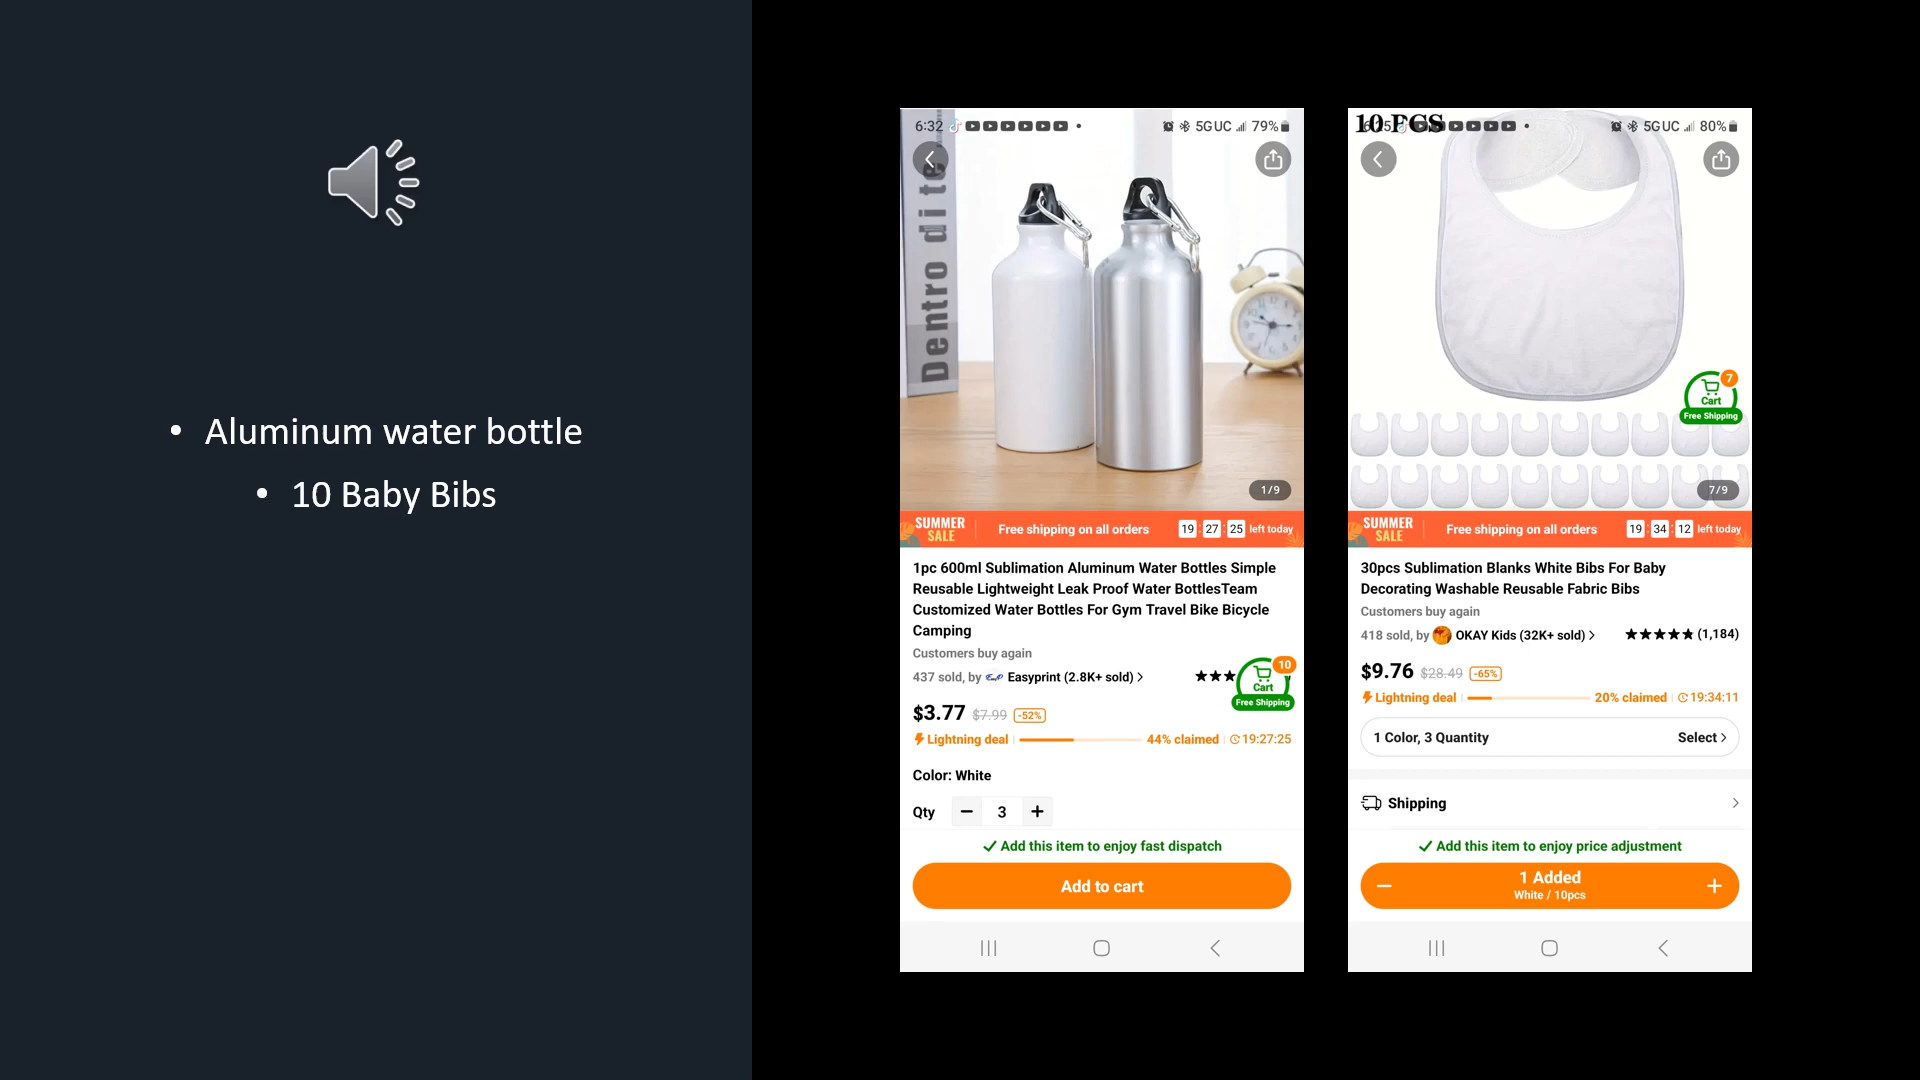 • Aluminum water bottle
• 10 Baby Bibs
6:32
5GUC
79%
Dentro di te
1/9
SUMMER SALE
Free shipping on all orders
19:27:25 left today
1pc 600ml Sublimation Aluminum Water Bottles Simple
Reusable Lightweight Leak Proof Water BottlesTeam
Customized Water Bottles For Gym Travel Bike Bicycle
Camping
Customers buy again
437 sold, by Easyprint (2.8K+ sold) >
10
Cart
Free Shipping
$3.77 $7.99 -52%
Lightning deal 44% claimed 19:27:25
Color: White
Qty − 3 +
✓ Add this item to enjoy fast dispatch
Add to cart
10 PCS
5GUC
80%
7
Cart
Free Shipping
7/9
SUMMER SALE
Free shipping on all orders
19:34:12 left today
30pcs Sublimation Blanks White Bibs For Baby
Decorating Washable Reusable Fabric Bibs
Customers buy again
418 sold, by OKAY Kids (32K+ sold) > ★★★★★ (1,184)
$9.76 $28.49 -65%
Lightning deal 20% claimed 19:34:11
1 Color, 3 Quantity Select >
Shipping >
✓ Add this item to enjoy price adjustment
− 1 Added +
White / 10pcs